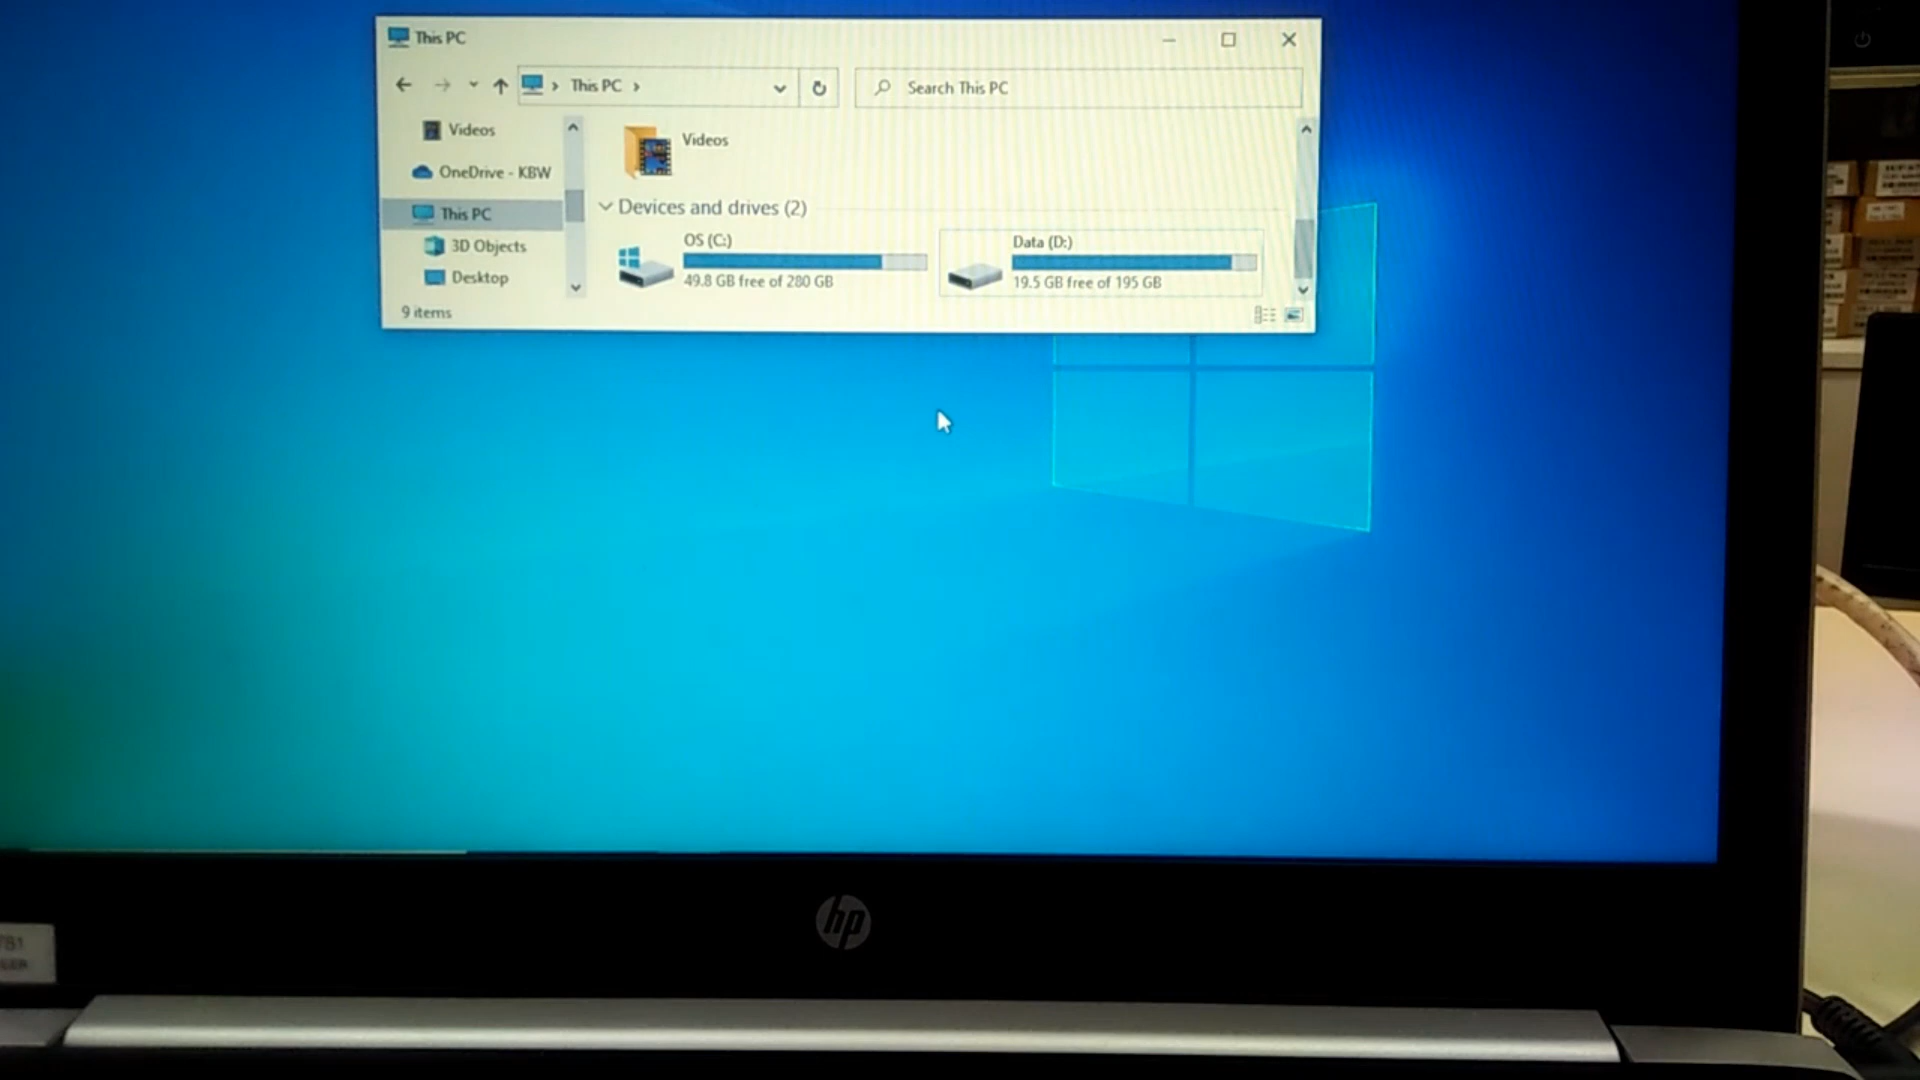 This PC
This PC
Search This PC
Videos
OneDrive - KBW
This PC
3D Objects
Desktop
Videos
Devices and drives (2)
OS (C:)
49.8 GB free of 280 GB
Data (D:)
19.5 GB free of 195 GB
9 items
hp